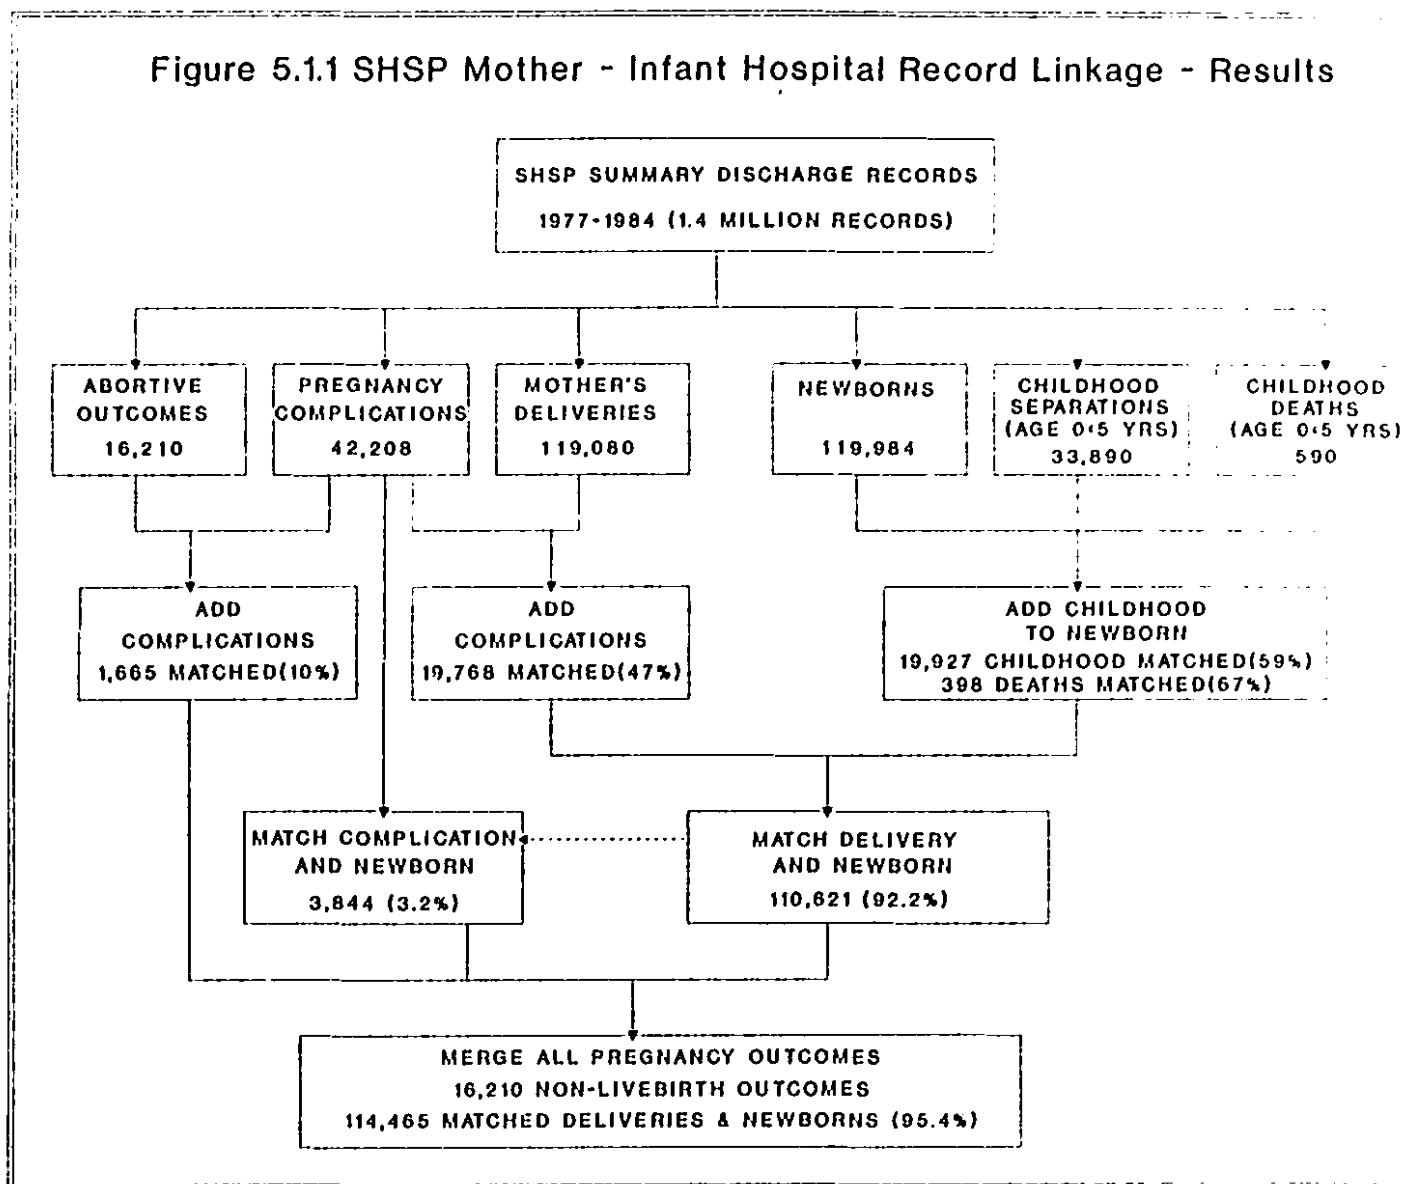 Figure 5.1.1 SHSP Mother - Infant Hospital Record Linkage - Results
SHSP SUMMARY DISCHARGE RECORDS
1977-1984 (1.4 MILLION RECORDS)
ABORTIVE
OUTCOMES
16,210
PREGNANCY
COMPLICATIONS
42,208
MOTHER'S
DELIVERIES
119,080
NEWBORNS
119,984
CHILDHOOD
SEPARATIONS
(AGE 0-5 YRS)
33,890
CHILDHOOD
DEATHS
(AGE 0-5 YRS)
590
ADD
COMPLICATIONS
1,665 MATCHED(10%)
ADD
COMPLICATIONS
19,768 MATCHED(47%)
ADD CHILDHOOD
TO NEWBORN
19,927 CHILDHOOD MATCHED(59%)
398 DEATHS MATCHED(67%)
MATCH COMPLICATION
AND NEWBORN
3,844 (3.2%)
MATCH DELIVERY
AND NEWBORN
110,621 (92.2%)
MERGE ALL PREGNANCY OUTCOMES
16,210 NON-LIVEBIRTH OUTCOMES
114,465 MATCHED DELIVERIES & NEWBORNS (95.4%)